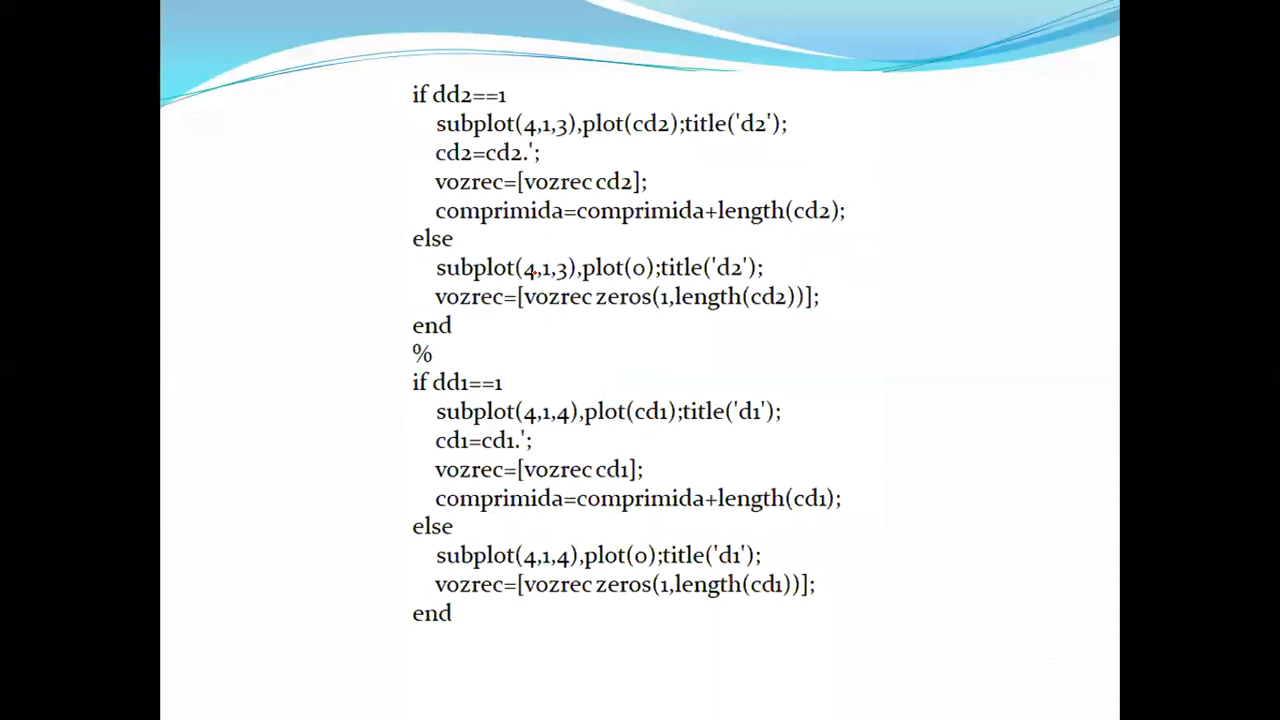 if dd2==1
subplot(4,1,3),plot(cd2);title('d2');
cd2=cd2.';
vozrec=[vozrec cd2];
comprimida=comprimida+length(cd2);
else
subplot(4,1,3),plot(0);title('d2');
vozrec=[vozrec zeros(1,length(cd2))];
end
%
if dd1==1
subplot(4,1,4),plot(cd1);title('d1');
cd1=cd1.';
vozrec=[vozrec cd1];
comprimida=comprimida+length(cd1);
else
subplot(4,1,4),plot(0);title('d1');
vozrec=[vozrec zeros(1,length(cd1))];
end